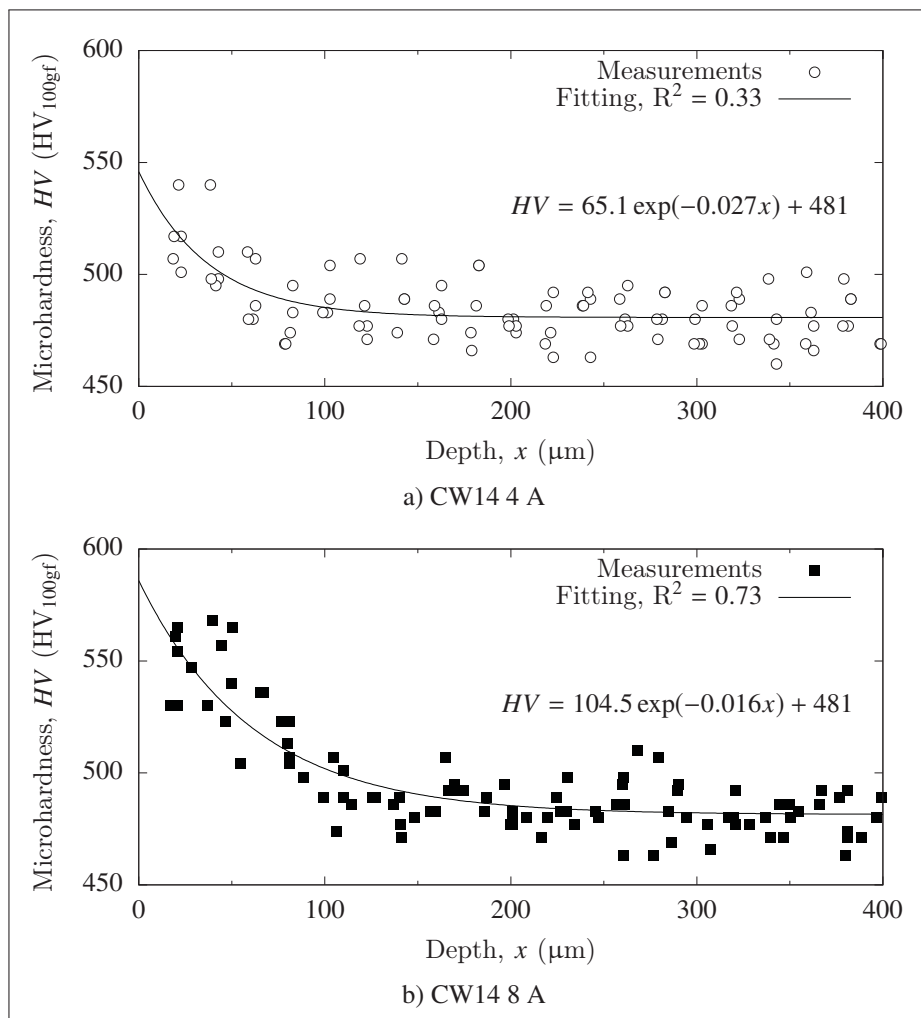 600
550
500
450
Microhardness, HV (HV100gf)
Measurements
Fitting, R2 = 0.33
HV = 65.1 exp(−0.027x) + 481
0 100 200 300 400
Depth, x (μm)
a) CW14 4 A
600
550
500
450
Microhardness, HV (HV100gf)
Measurements
Fitting, R2 = 0.73
HV = 104.5 exp(−0.016x) + 481
0 100 200 300 400
Depth, x (μm)
b) CW14 8 A